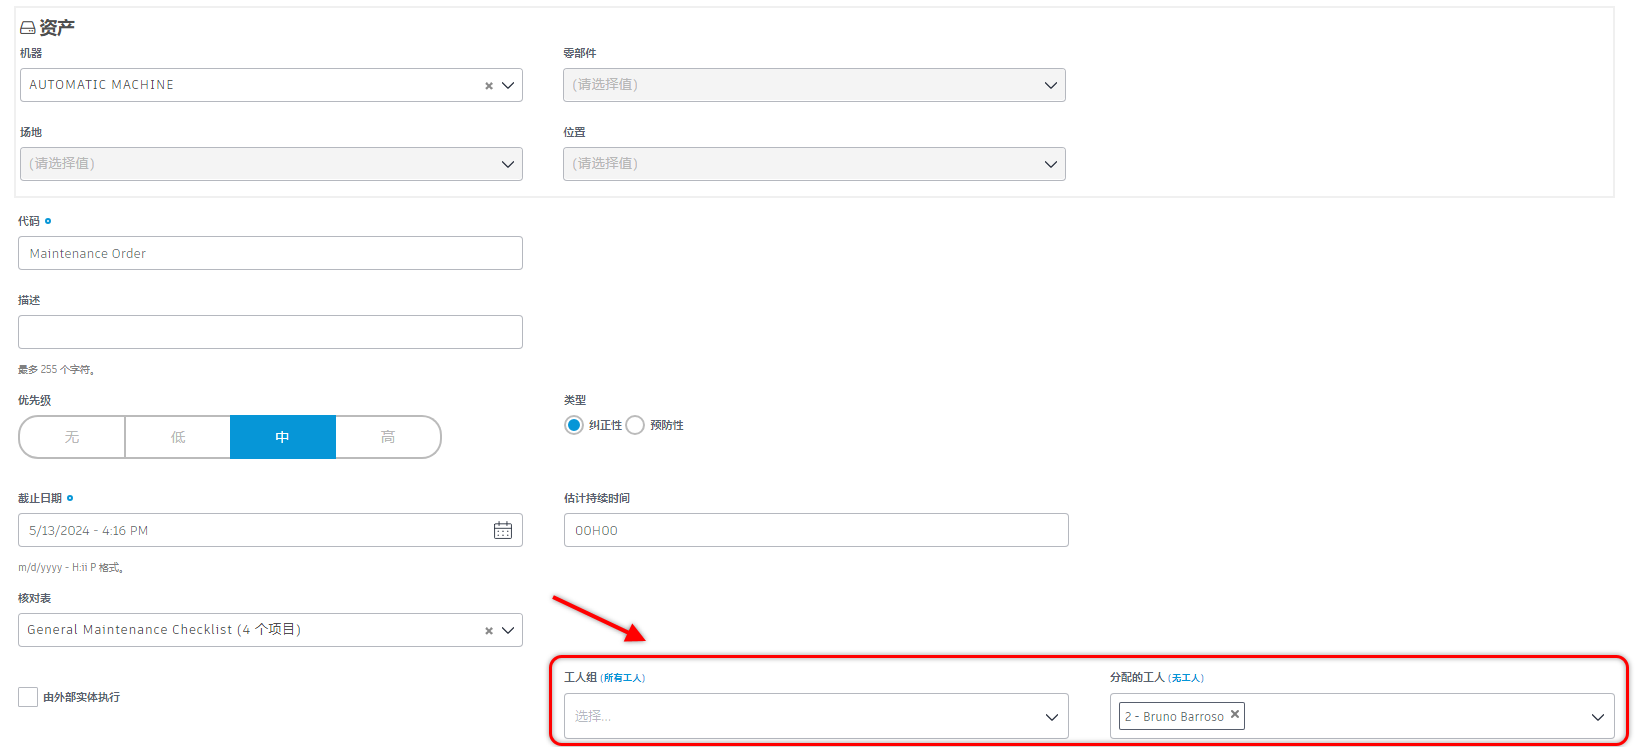 资产
机器
零部件
AUTOMATIC MACHINE
(请选择值)
场地
位置
(请选择值)
(请选择值)
代码
Maintenance Order
描述
最多 255 个字符。
优先级
类型
无
低
中
高
纠正性
预防性
截止日期
估计持续时间
5/13/2024 - 4:16 PM
00H00
m/d/yyyy - H:ii P 格式。
核对表
General Maintenance Checklist (4 个项目)
由外部实体执行
工人组 (所有工人)
分配的工人 (无工人)
选择...
2 - Bruno Barroso